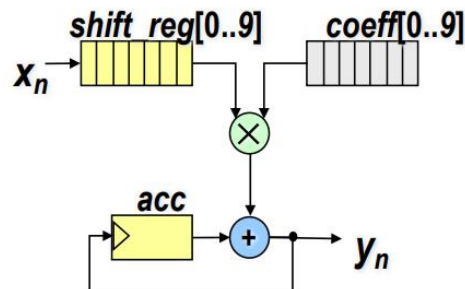 shift_reg[0..9] coeff[0..9]
xn
×
acc
+
yn